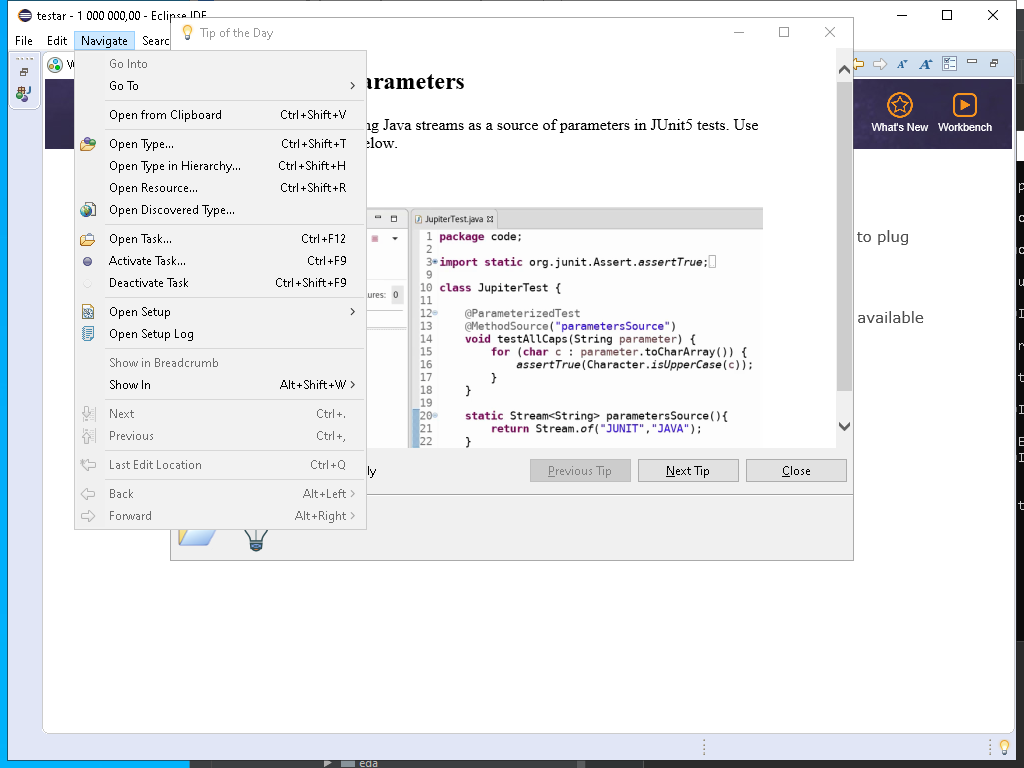 testar - 1 000 000,00 - Eclipse IDE
Tip of the Day
File Edit Navigate Searc
Go Into
Go To
Open from Clipboard Ctrl+Shift+V
Open Type... Ctrl+Shift+T
Open Type in Hierarchy... Ctrl+Shift+H
Open Resource... Ctrl+Shift+R
Open Discovered Type...
Open Task... Ctrl+F12
Activate Task... Ctrl+F9
Deactivate Task Ctrl+Shift+F9
Open Setup
Open Setup Log
Show in Breadcrumb
Show In Alt+Shift+W
Next Ctrl+.
Previous Ctrl+,
Last Edit Location Ctrl+Q
Back Alt+Left
Forward Alt+Right
arameters
ng Java streams as a source of parameters in JUnit5 tests. Use
elow.
ures: 0
JupiterTest.java
1 package code;
2
3 import static org.junit.Assert.assertTrue;
9
10 class JupiterTest {
11
12 @ParameterizedTest
13 @MethodSource("parametersSource")
14 void testAllCaps(String parameter) {
15 for (char c : parameter.toCharArray()) {
16 assertTrue(Character.isUpperCase(c));
17 }
18 }
19
20 static Stream<String> parametersSource(){
21 return Stream.of("JUNIT","JAVA");
22 }
ly
Previous Tip Next Tip Close
What's New Workbench
to plug
available
eda